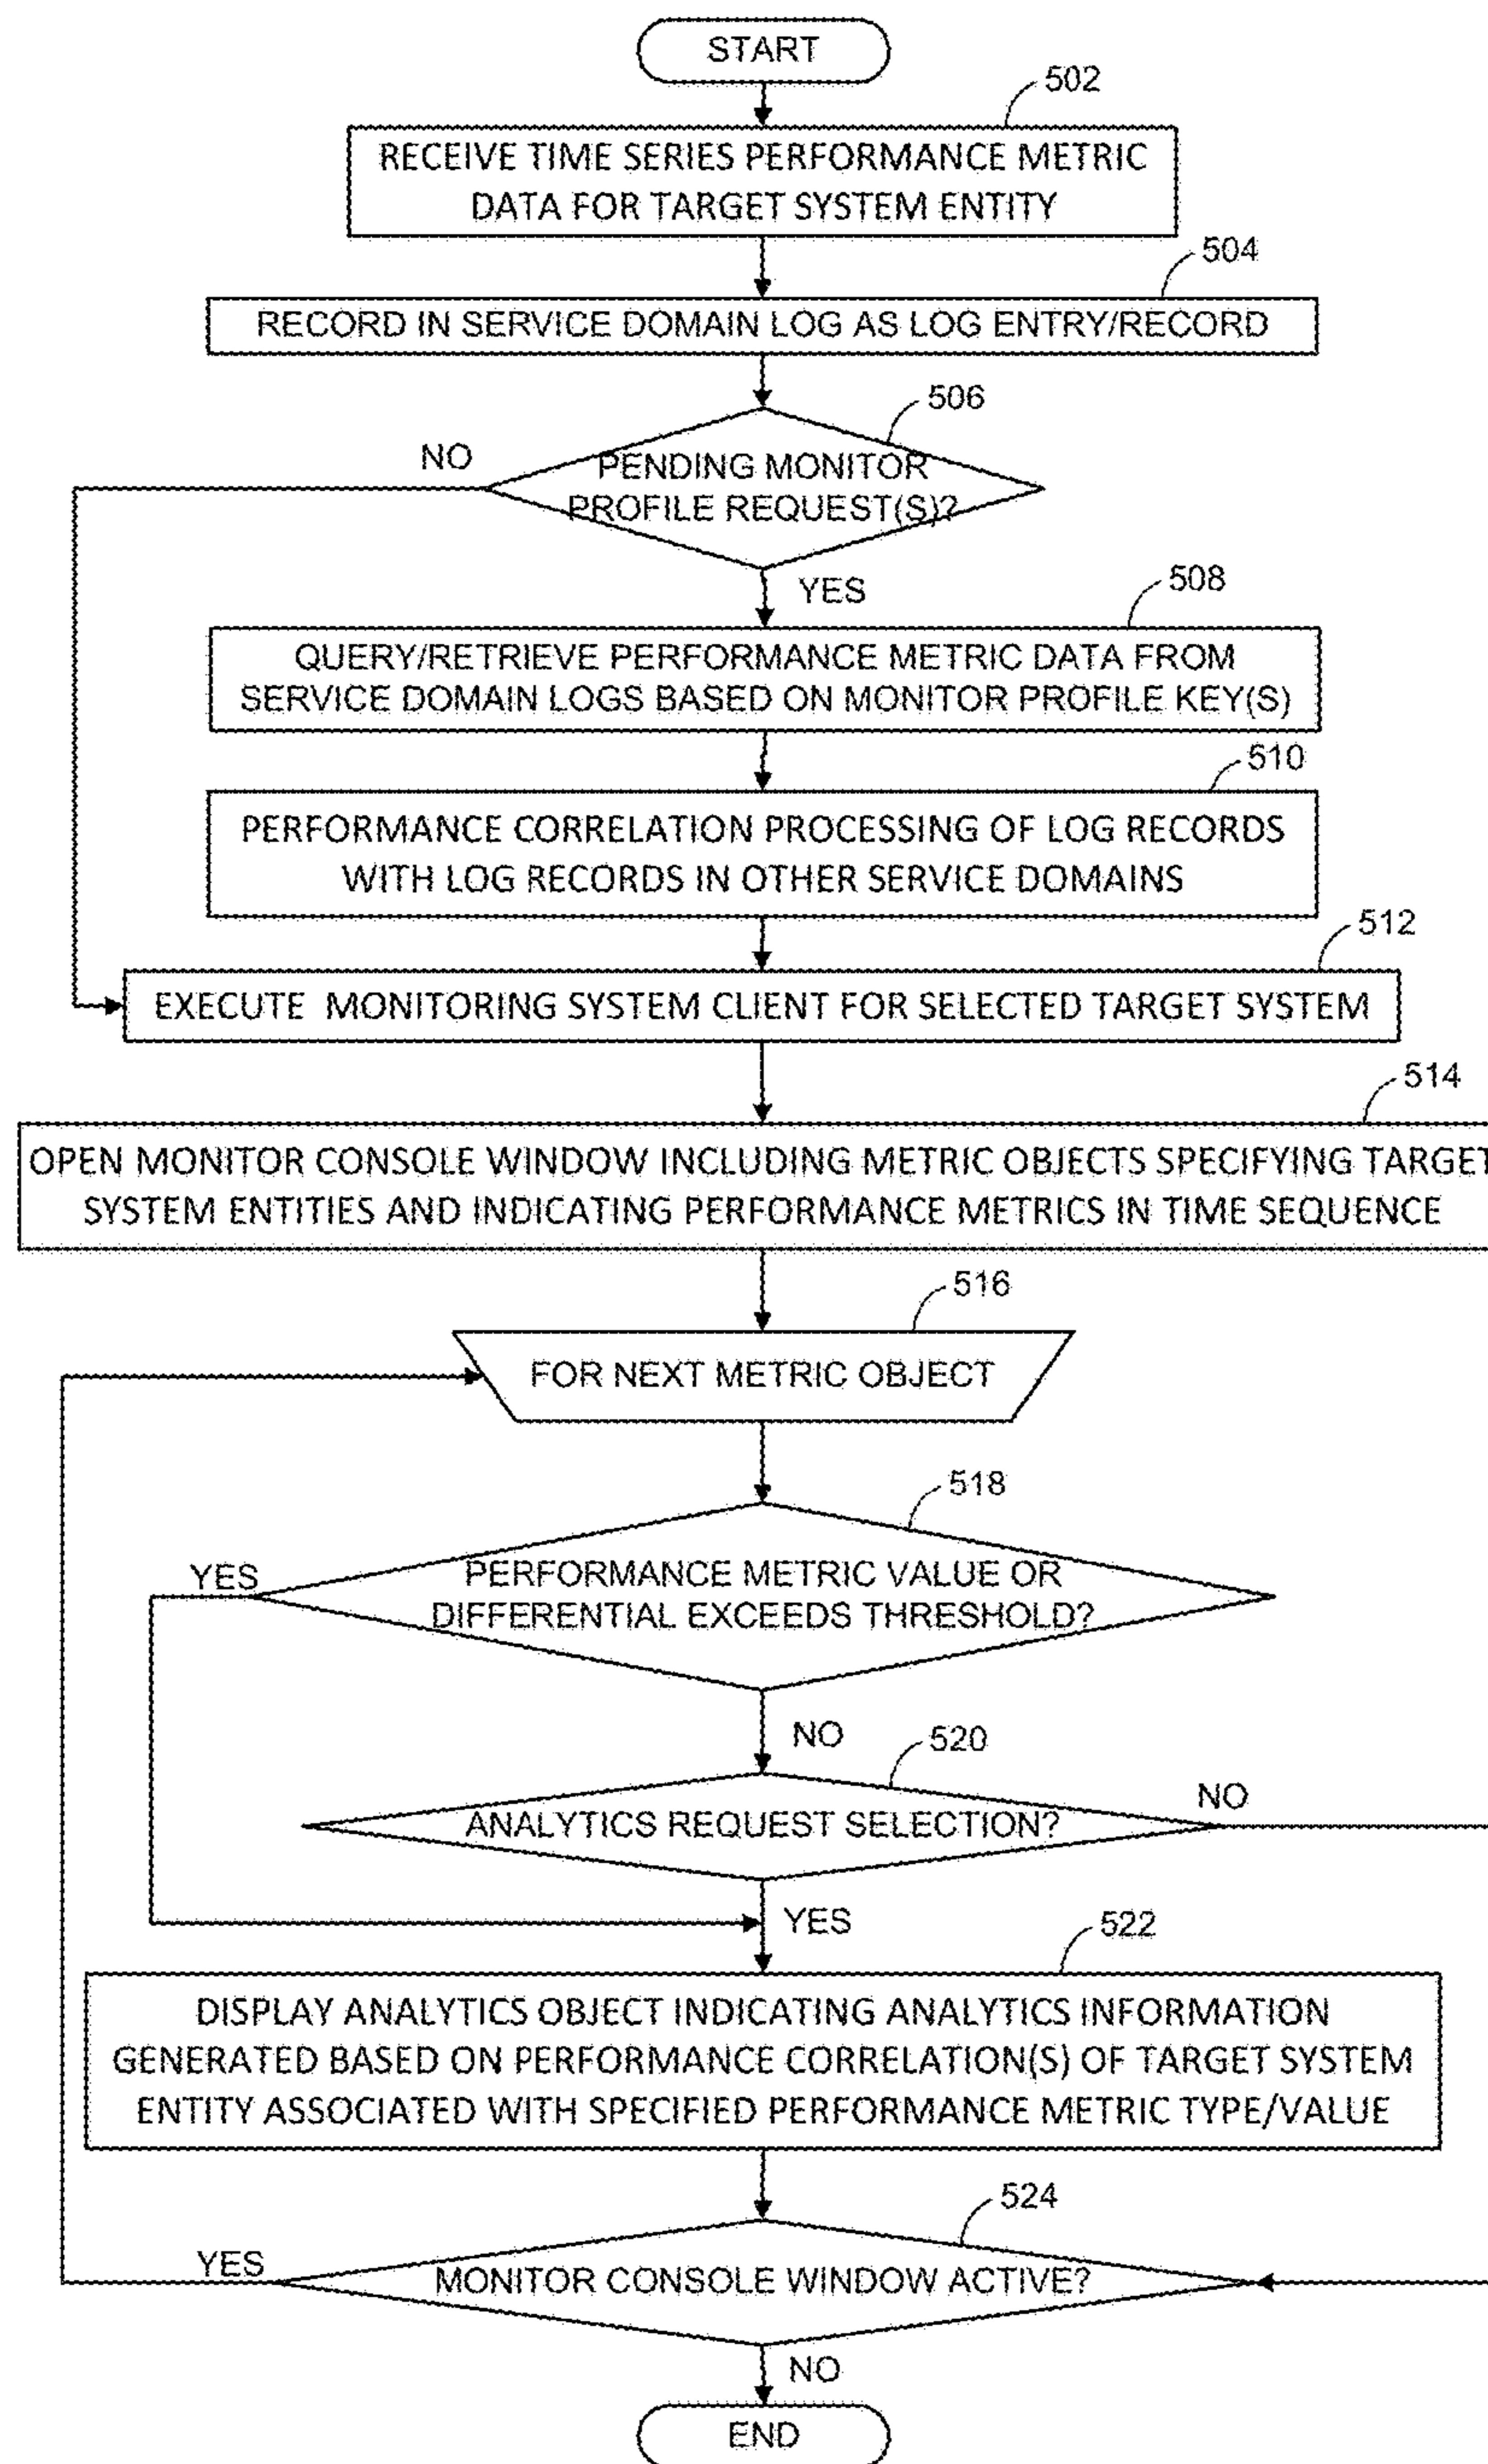 START
502
RECEIVE TIME SERIES PERFORMANCE METRIC
DATA FOR TARGET SYSTEM ENTITY
504
RECORD IN SERVICE DOMAIN LOG AS LOG ENTRY/RECORD
506
NO
PENDING MONITOR
PROFILE REQUEST(S)?
YES
508
QUERY/RETRIEVE PERFORMANCE METRIC DATA FROM
SERVICE DOMAIN LOGS BASED ON MONITOR PROFILE KEY(S)
510
PERFORMANCE CORRELATION PROCESSING OF LOG RECORDS
WITH LOG RECORDS IN OTHER SERVICE DOMAINS
512
EXECUTE MONITORING SYSTEM CLIENT FOR SELECTED TARGET SYSTEM
514
OPEN MONITOR CONSOLE WINDOW INCLUDING METRIC OBJECTS SPECIFYING TARGET
SYSTEM ENTITIES AND INDICATING PERFORMANCE METRICS IN TIME SEQUENCE
516
FOR NEXT METRIC OBJECT
518
YES
PERFORMANCE METRIC VALUE OR
DIFFERENTIAL EXCEEDS THRESHOLD?
NO
520
NO
ANALYTICS REQUEST SELECTION?
YES
522
DISPLAY ANALYTICS OBJECT INDICATING ANALYTICS INFORMATION
GENERATED BASED ON PERFORMANCE CORRELATION(S) OF TARGET SYSTEM
ENTITY ASSOCIATED WITH SPECIFIED PERFORMANCE METRIC TYPE/VALUE
524
YES
MONITOR CONSOLE WINDOW ACTIVE?
NO
END